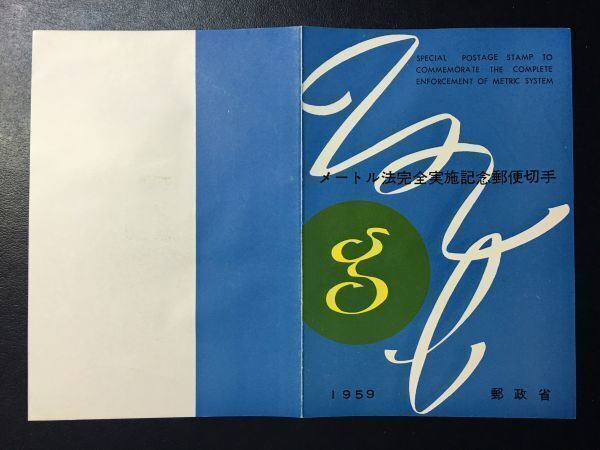 SPECIAL POSTAGE STAMP TO
COMMEMORATE THE COMPLETE
ENFORCEMENT OF METRIC SYSTEM
メートル法完全実施記念郵便切手
g
1959 郵政省